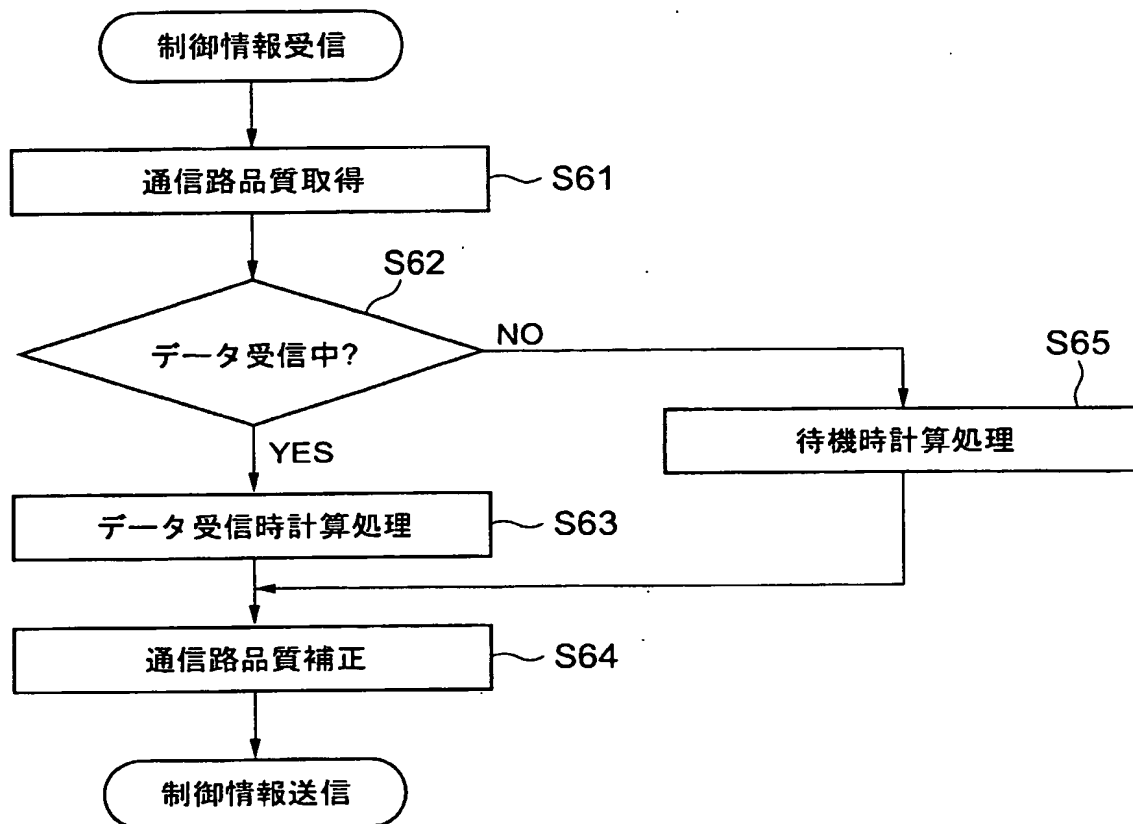 制御情報受信
通信路品質取得
S61
S62
データ受信中?
NO
S65
待機時計算処理
YES
データ受信時計算処理
S63
通信路品質補正
S64
制御情報送信